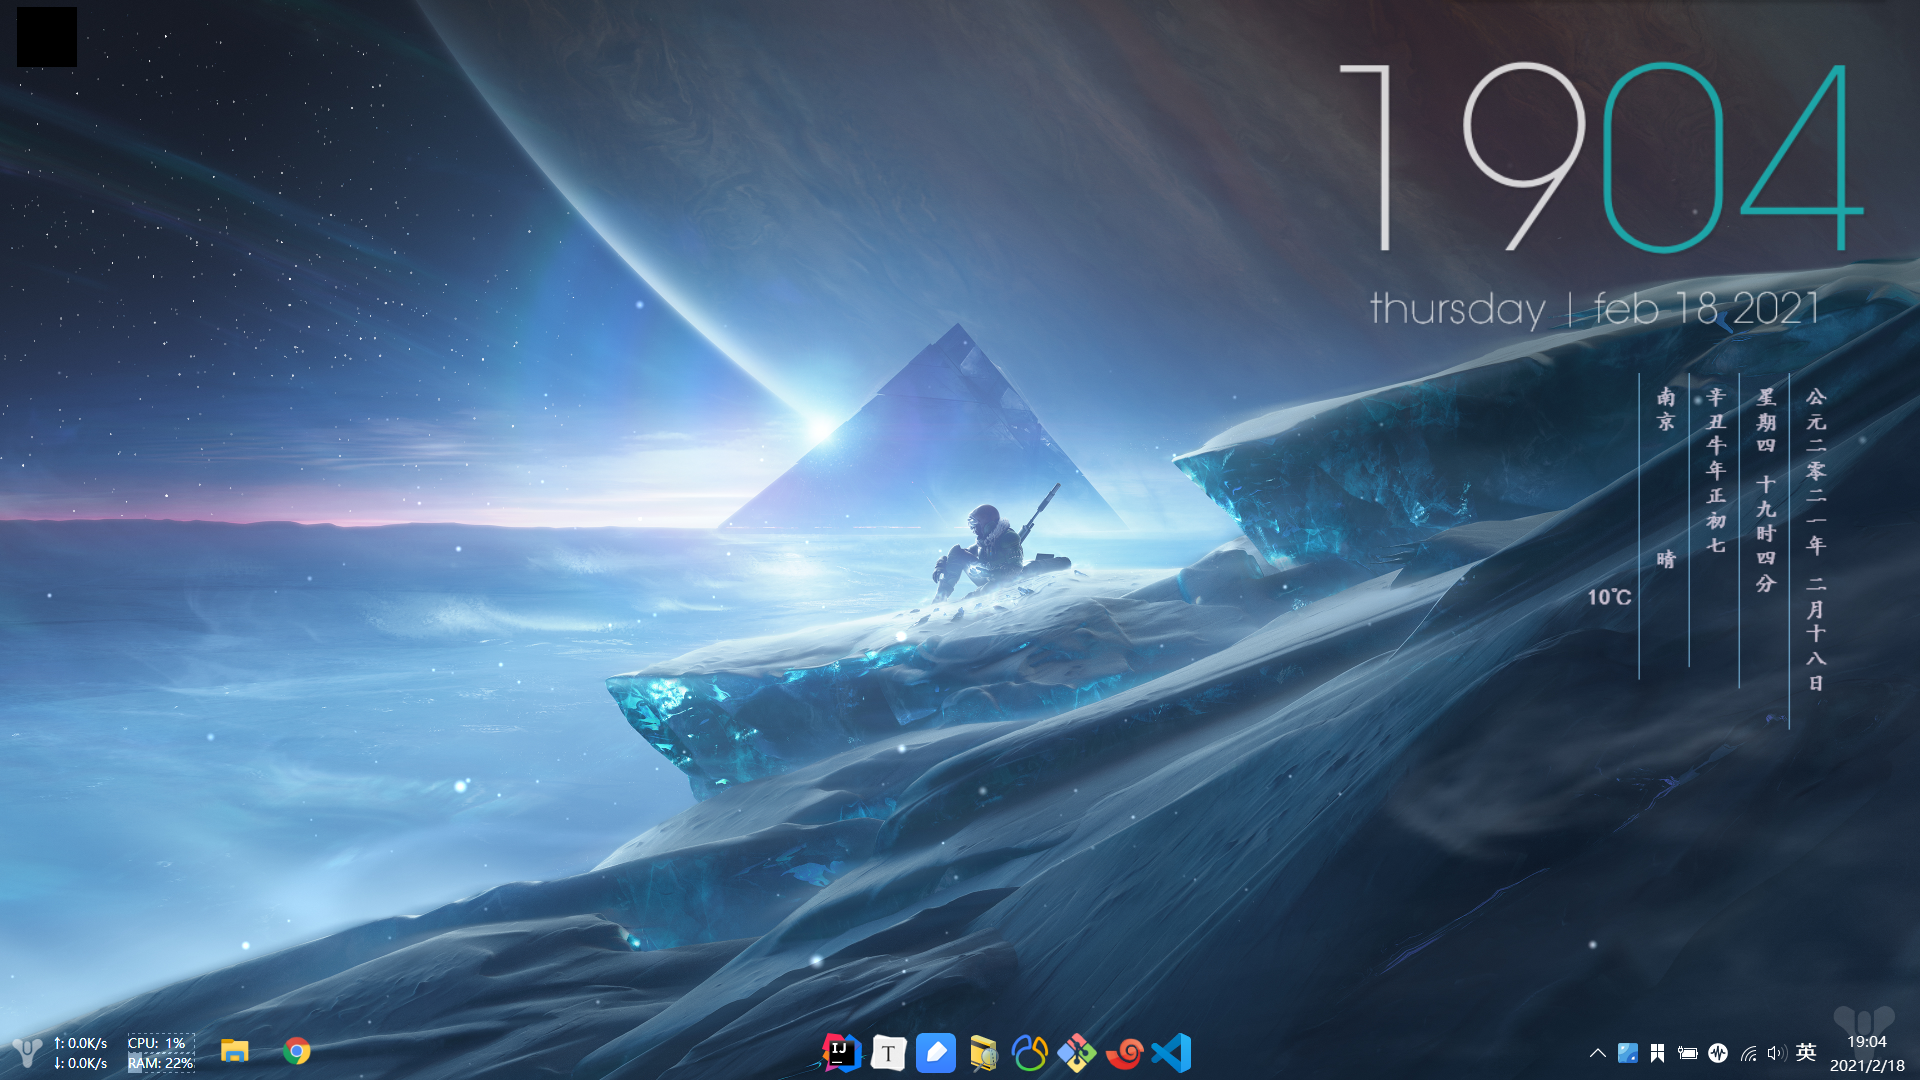 1904
thursday | feb 18 2021
公元二零二一年 二月十八日
星期四 十九时四分
辛丑牛年正初七
南京 晴
10℃
↑: 0.0K/s
↓: 0.0K/s
CPU: 1%
RAM: 22%
IJ
T
英
19:04
2021/2/18